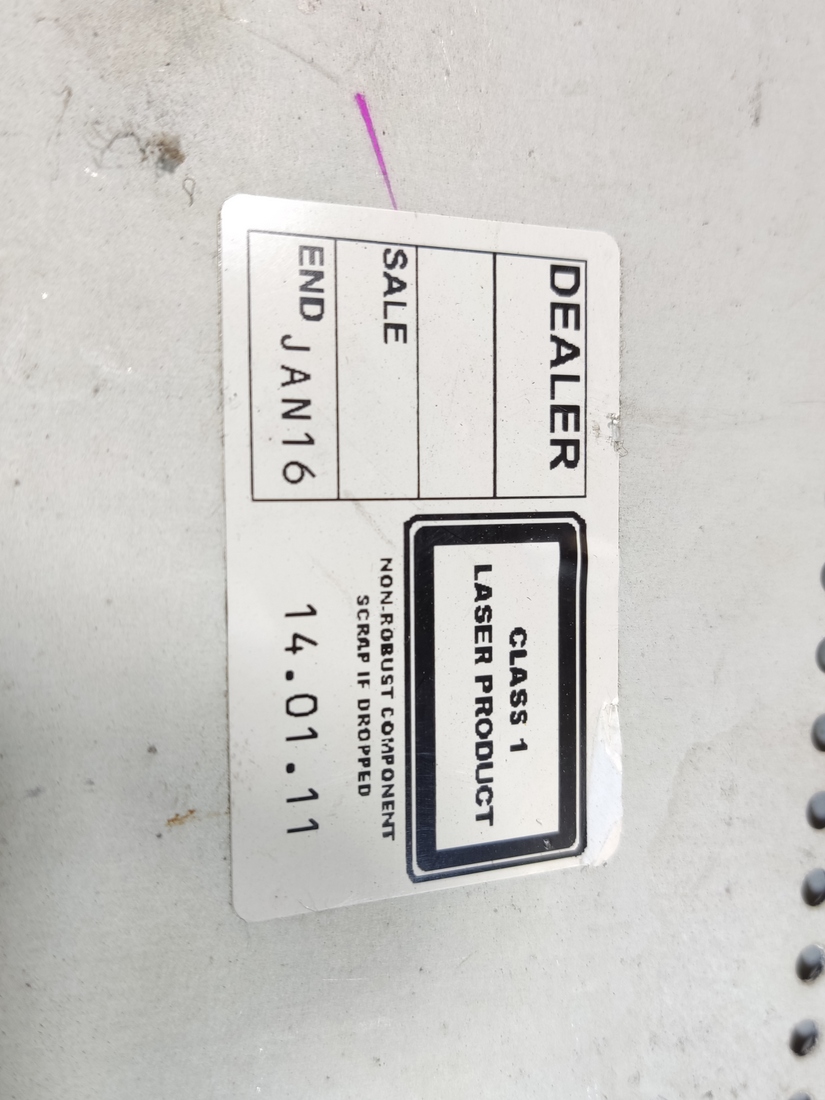 DEALER
SALE
END JAN16
CLASS 1
LASER PRODUCT
NON-ROBUST COMPONENT
SCRAP IF DROPPED
14.01.11